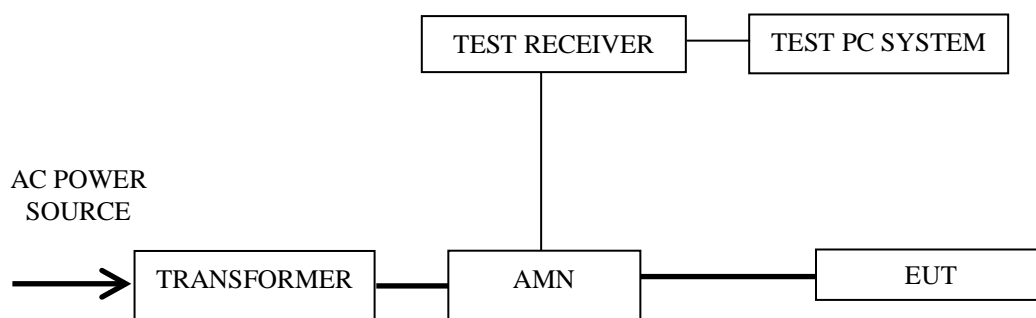 TEST RECEIVER
TEST PC SYSTEM
AC POWER
SOURCE
TRANSFORMER
AMN
EUT